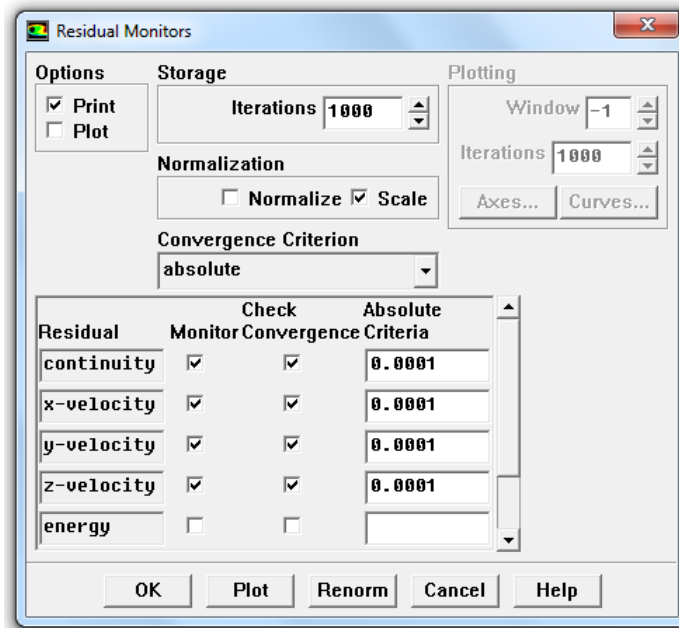 Residual Monitors
Options
Print
Plot
Storage
Iterations 1000
Normalization
Normalize Scale
Convergence Criterion
absolute
Plotting
Window -1
Iterations 1000
Axes... Curves...
Residual Monitor Check Convergence Absolute Criteria
continuity 0.0001
x-velocity 0.0001
y-velocity 0.0001
z-velocity 0.0001
energy
OK Plot Renorm Cancel Help